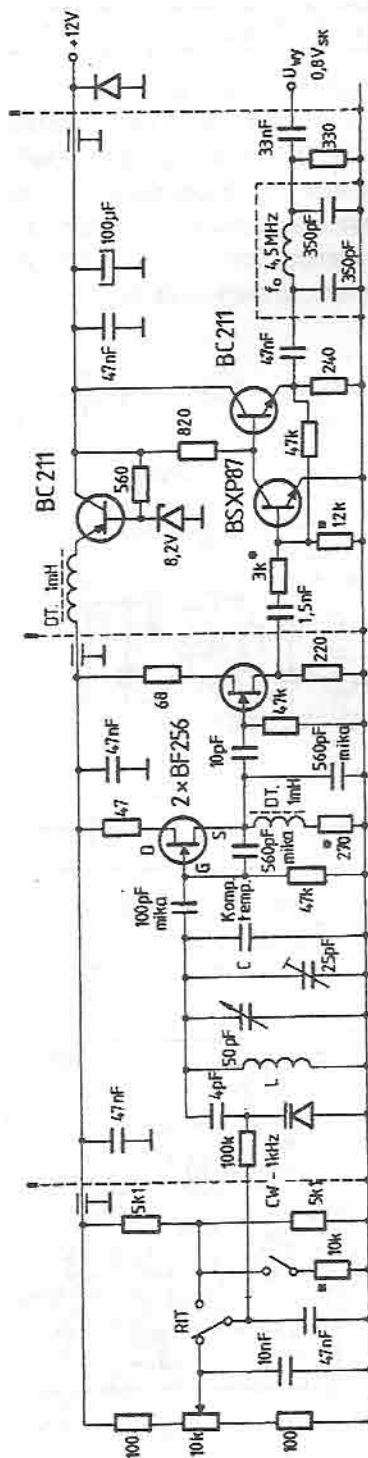 +12V
Uwy
0,8Vsk
33nF
330
100µF
f₀ 4,5MHz
350pF
350pF
47nF
BC211
47nF
240
BC211
820
560
47k
BSXP87
8,2V
12k
*
DT. 1mH
3k*
1,5nF
220
68
47nF
47k
10pF
2×BF256
560pF
mika
DT.
1mH
47
D
S
G
560pF
mika
270
*
100pF
mika
47k
Komp.
temp.
C
25pF
50pF
L
47nF
4pF
100k
CW-1kHz
5k1
5k1
10k
*
RIT
47nF
10nF
100
10k
100